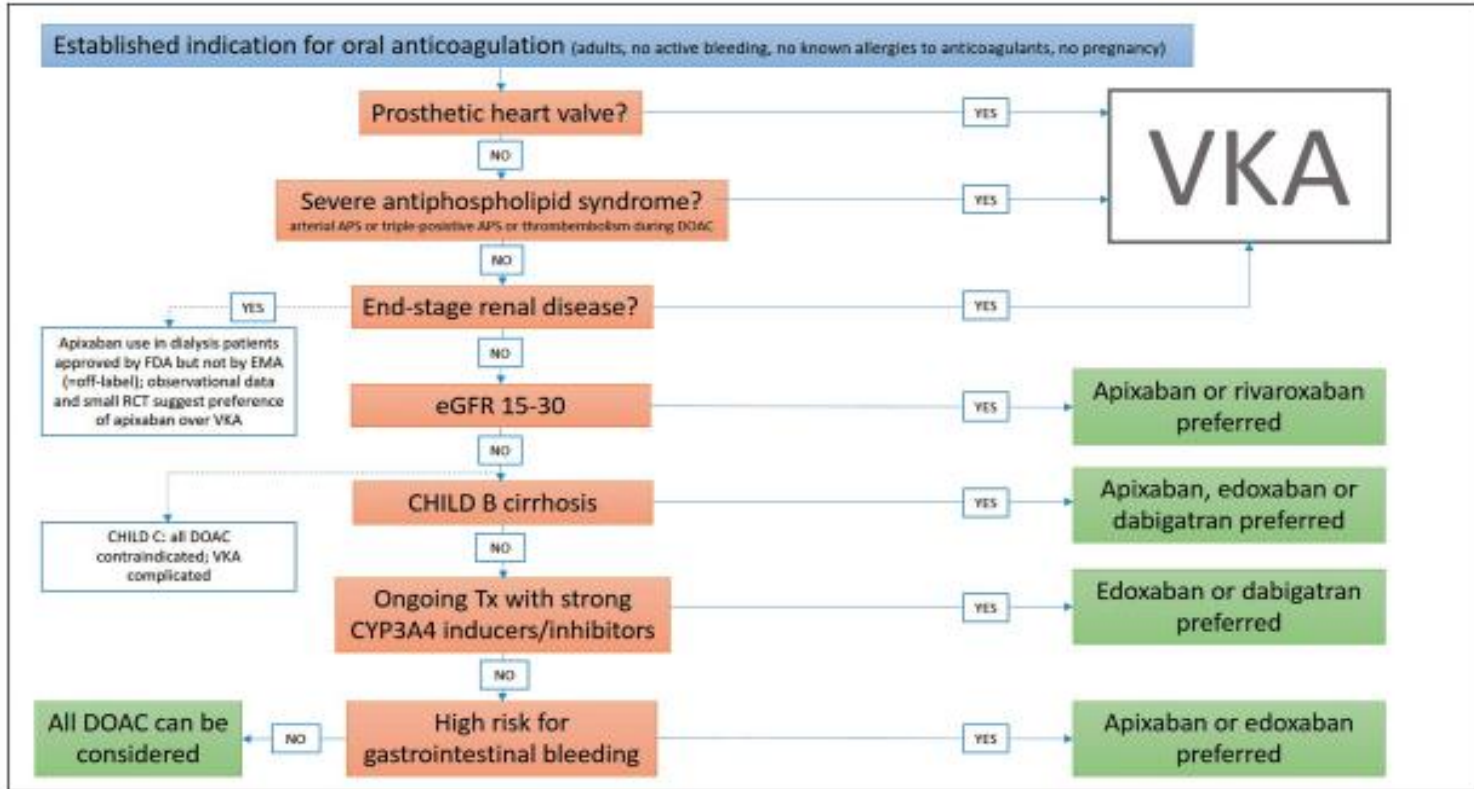 Established indication for oral anticoagulation (adults, no active bleeding, no known allergies to anticoagulants, no pregnancy)
Prosthetic heart valve?
YES
VKA
NO
Severe antiphospholipid syndrome?
arterial APS or triple-posistive APS or thrombembolism during DOAC
YES
NO
YES
End-stage renal disease?
YES
Apixaban use in dialysis patients
approved by FDA but not by EMA
(=off-label); observational data
and small RCT suggest preference
of apixaban over VKA
NO
eGFR 15-30
YES
Apixaban or rivaroxaban
preferred
NO
CHILD B cirrhosis
YES
Apixaban, edoxaban or
dabigatran preferred
CHILD C: all DOAC
contraindicated; VKA
complicated
NO
Ongoing Tx with strong
CYP3A4 inducers/inhibitors
YES
Edoxaban or dabigatran
preferred
NO
All DOAC can be
considered
NO
High risk for
gastrointestinal bleeding
YES
Apixaban or edoxaban
preferred